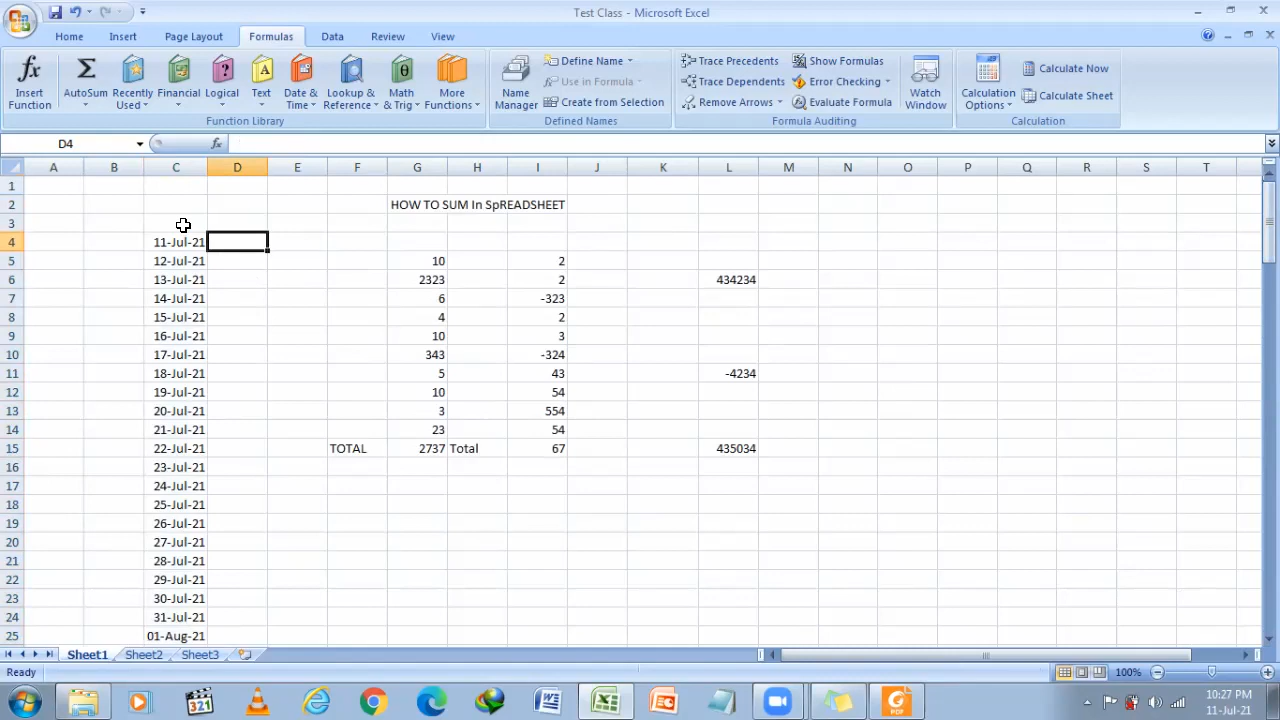 Test Class - Microsoft Excel
Home Insert Page Layout Formulas Data Review View
fx Σ θ
Insert Function
AutoSum
Recently Used
Financial
Logical
Text
Date & Time
Lookup & Reference
Math & Trig
More Functions
Function Library
Name Manager
Define Name
Use in Formula
Create from Selection
Defined Names
Trace Precedents
Trace Dependents
Remove Arrows
Show Formulas
Error Checking
Evaluate Formula
Formula Auditing
Watch Window
Calculation Options
Calculate Now
Calculate Sheet
Calculation
D4 fx
A B C D E F G H I J K L M N O P Q R S T
1
2 HOW TO SUM In SpREADSHEET
3
4 11-Jul-21
5 12-Jul-21 10 2
6 13-Jul-21 2323 2 434234
7 14-Jul-21 6 -323
8 15-Jul-21 4 2
9 16-Jul-21 10 3
10 17-Jul-21 343 -324
11 18-Jul-21 5 43 -4234
12 19-Jul-21 10 54
13 20-Jul-21 3 554
14 21-Jul-21 23 54
15 22-Jul-21 TOTAL 2737 Total 67 435034
16 23-Jul-21
17 24-Jul-21
18 25-Jul-21
19 26-Jul-21
20 27-Jul-21
21 28-Jul-21
22 29-Jul-21
23 30-Jul-21
24 31-Jul-21
25 01-Aug-21
Sheet1 Sheet2 Sheet3
Ready 100%
321 PDF 10:27 PM
11-Jul-21